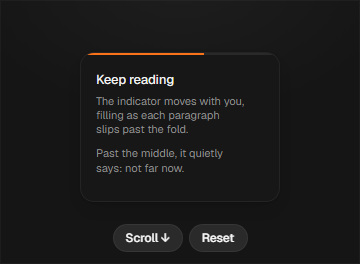 Keep reading
The indicator moves with you,
filling as each paragraph
slips past the fold.
Past the middle, it quietly
says: not far now.
Scroll ↓
Reset